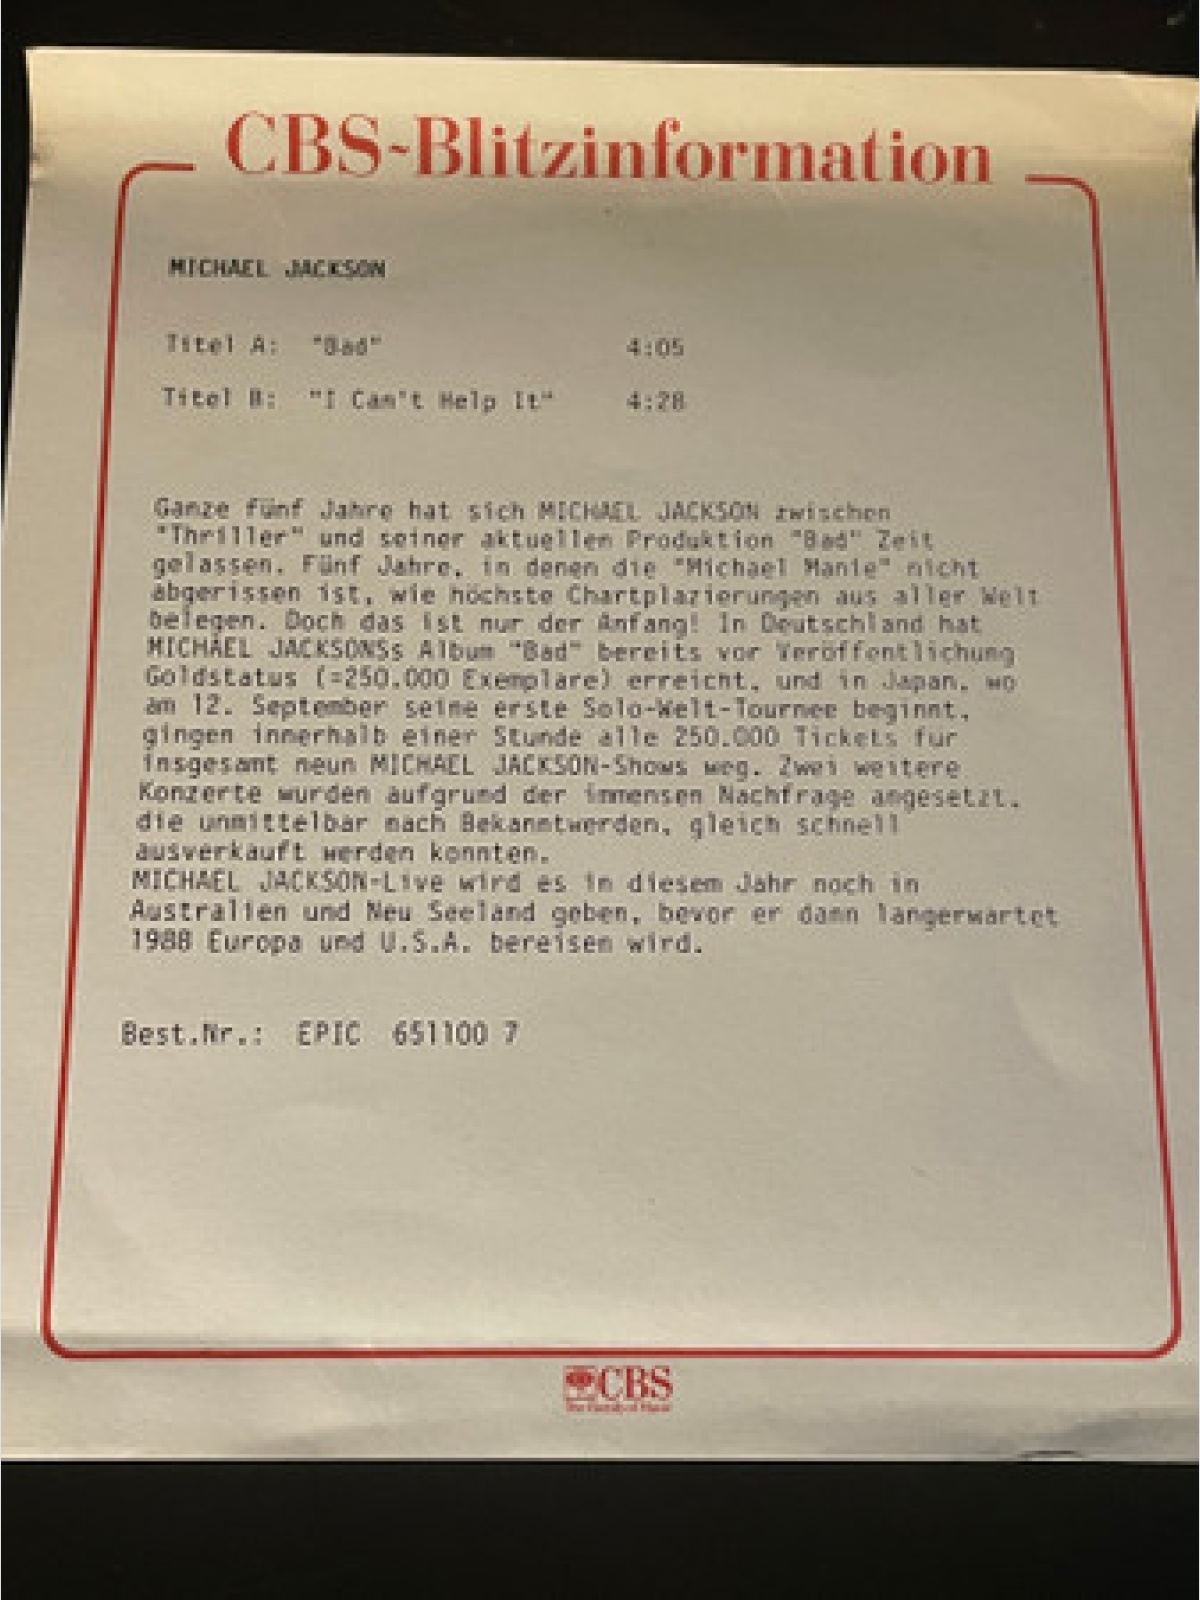 CBS-Blitzinformation
MICHAEL JACKSON
Titel A: "Bad" 4:05
Titel B: "I Can't Help It" 4:28
Ganze fünf Jahre hat sich MICHAEL JACKSON zwischen
"Thriller" und seiner aktuellen Produktion "Bad" Zeit
gelassen. Fünf Jahre, in denen die "Michael Manie" nicht
abgerissen ist, wie höchste Chartplazierungen aus aller Welt
belegen. Doch das ist nur der Anfang! In Deutschland hat
MICHAEL JACKSONSs Album "Bad" bereits vor Veröffentlichung
Goldstatus (=250.000 Exemplare) erreicht, und in Japan, wo
am 12. September seine erste Solo-Welt-Tournee beginnt,
gingen innerhalb einer Stunde alle 250.000 Tickets für
insgesamt neun MICHAEL JACKSON-Shows weg. Zwei weitere
Konzerte wurden aufgrund der immensen Nachfrage angesetzt,
die unmittelbar nach Bekanntwerden, gleich schnell
ausverkauft werden konnten.
MICHAEL JACKSON-Live wird es in diesem Jahr noch in
Australien und Neu Seeland geben, bevor er dann langerwartet
1988 Europa und U.S.A. bereisen wird.
Best.Nr.: EPIC 651100 7
CBS
The Family of Music